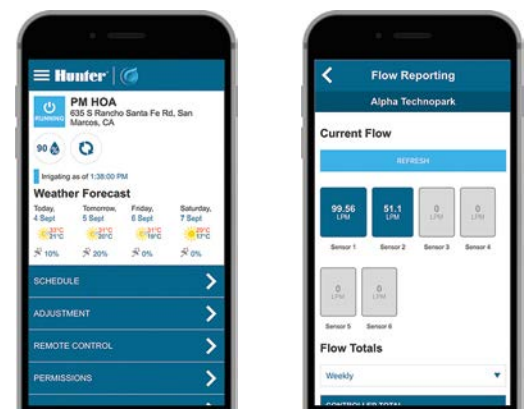 Hunter
RUNNING
PM HOA
635 S Rancho Santa Fe Rd, San
Marcos, CA
90
Irrigating as of 1:38:00 PM
Weather Forecast
Today, Tomorrow, Friday, Saturday,
4 Sept 5 Sept 6 Sept 7 Sept
10% 20% 0% 0%
SCHEDULE
ADJUSTMENT
REMOTE CONTROL
PERMISSIONS
Flow Reporting
Alpha Technopark
Current Flow
REFRESH
99.56 51.1 0 0
LPM LPM LPM LPM
Sensor 1 Sensor 2 Sensor 3 Sensor 4
0 0
LPM LPM
Sensor 5 Sensor 6
Flow Totals
Weekly
CONTROLLER TOTAL